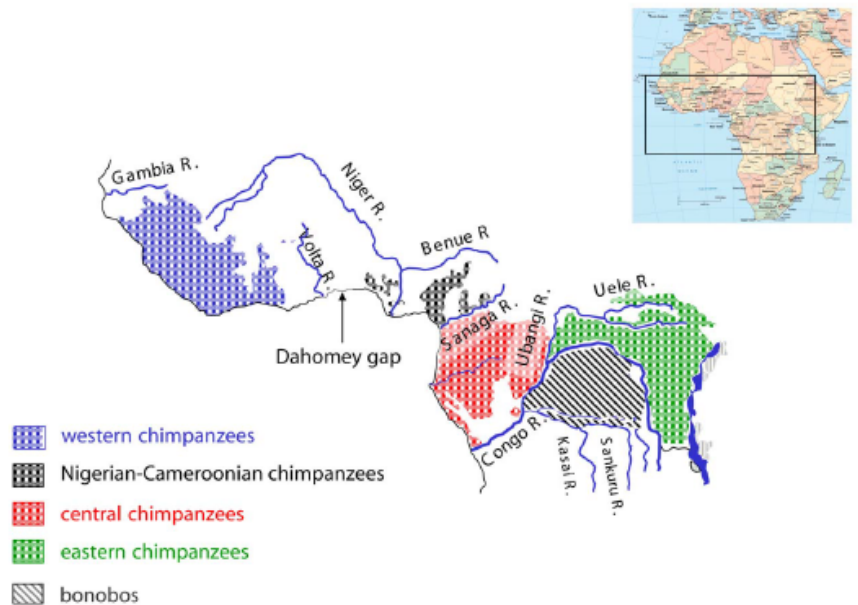 Gambia R.
Niger R.
Volta R.
Benue R
Dahomey gap
Sanaga R.
Ubangi R.
Uele R.
Congo R.
Kasai R.
Sankuru R.
western chimpanzees
Nigerian-Cameroonian chimpanzees
central chimpanzees
eastern chimpanzees
bonobos